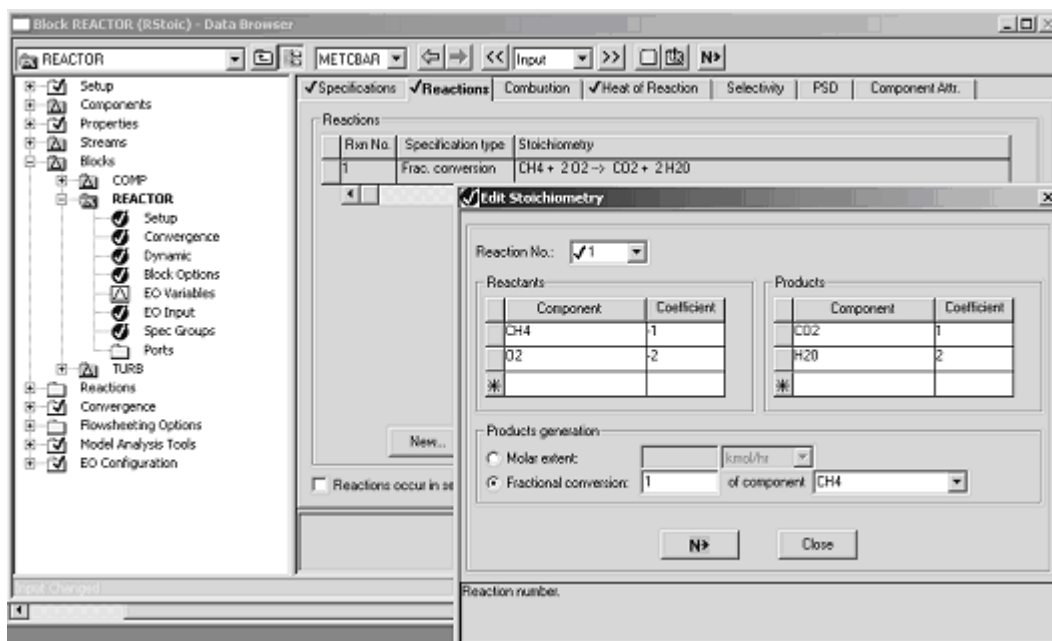 Block REACTOR (RStoic) - Data Browser
REACTOR
METCBAR
<<
Input
>>
N>
Setup
Components
Properties
Streams
Blocks
COMP
REACTOR
Setup
Convergence
Dynamic
Block Options
EO Variables
EO Input
Spec Groups
Ports
TURB
Reactions
Convergence
Flowsheeting Options
Model Analysis Tools
EO Configuration
Specifications Reactions Combustion Heat of Reaction Selectivity PSD Component Attr.
Reactions
Rxn No. Specification type Stoichiometry
1 Frac. conversion CH4 + 2 O2 -> CO2 + 2 H2O
New...
Reactions occur in se
Edit Stoichiometry
Reaction No.: 1
Reactants
Component Coefficient
CH4 -1
O2 -2
Products
Component Coefficient
CO2 1
H2O 2
Products generation
Molar extent: kmol/hr
Fractional conversion: 1 of component CH4
N>
Close
Reaction number.
Input Changed